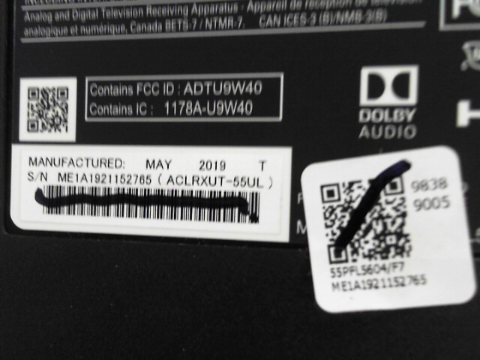 Analog and Digital Television Receiving Apparatus - Appareil de réception de télévision
analogique et numérique, Canada BETS-7 / NTMR-7. CAN ICES-3 (B)/NMB-3(B)
Contains FCC ID : ADTU9W40
Contains IC : 1178A-U9W40
DOLBY
AUDIO
MANUFACTURED: MAY 2019 T
S/N ME1A1921152765 ( ACLRXUT-55UL )
9838
9005
55PFL5604/F7
ME1A1921152765